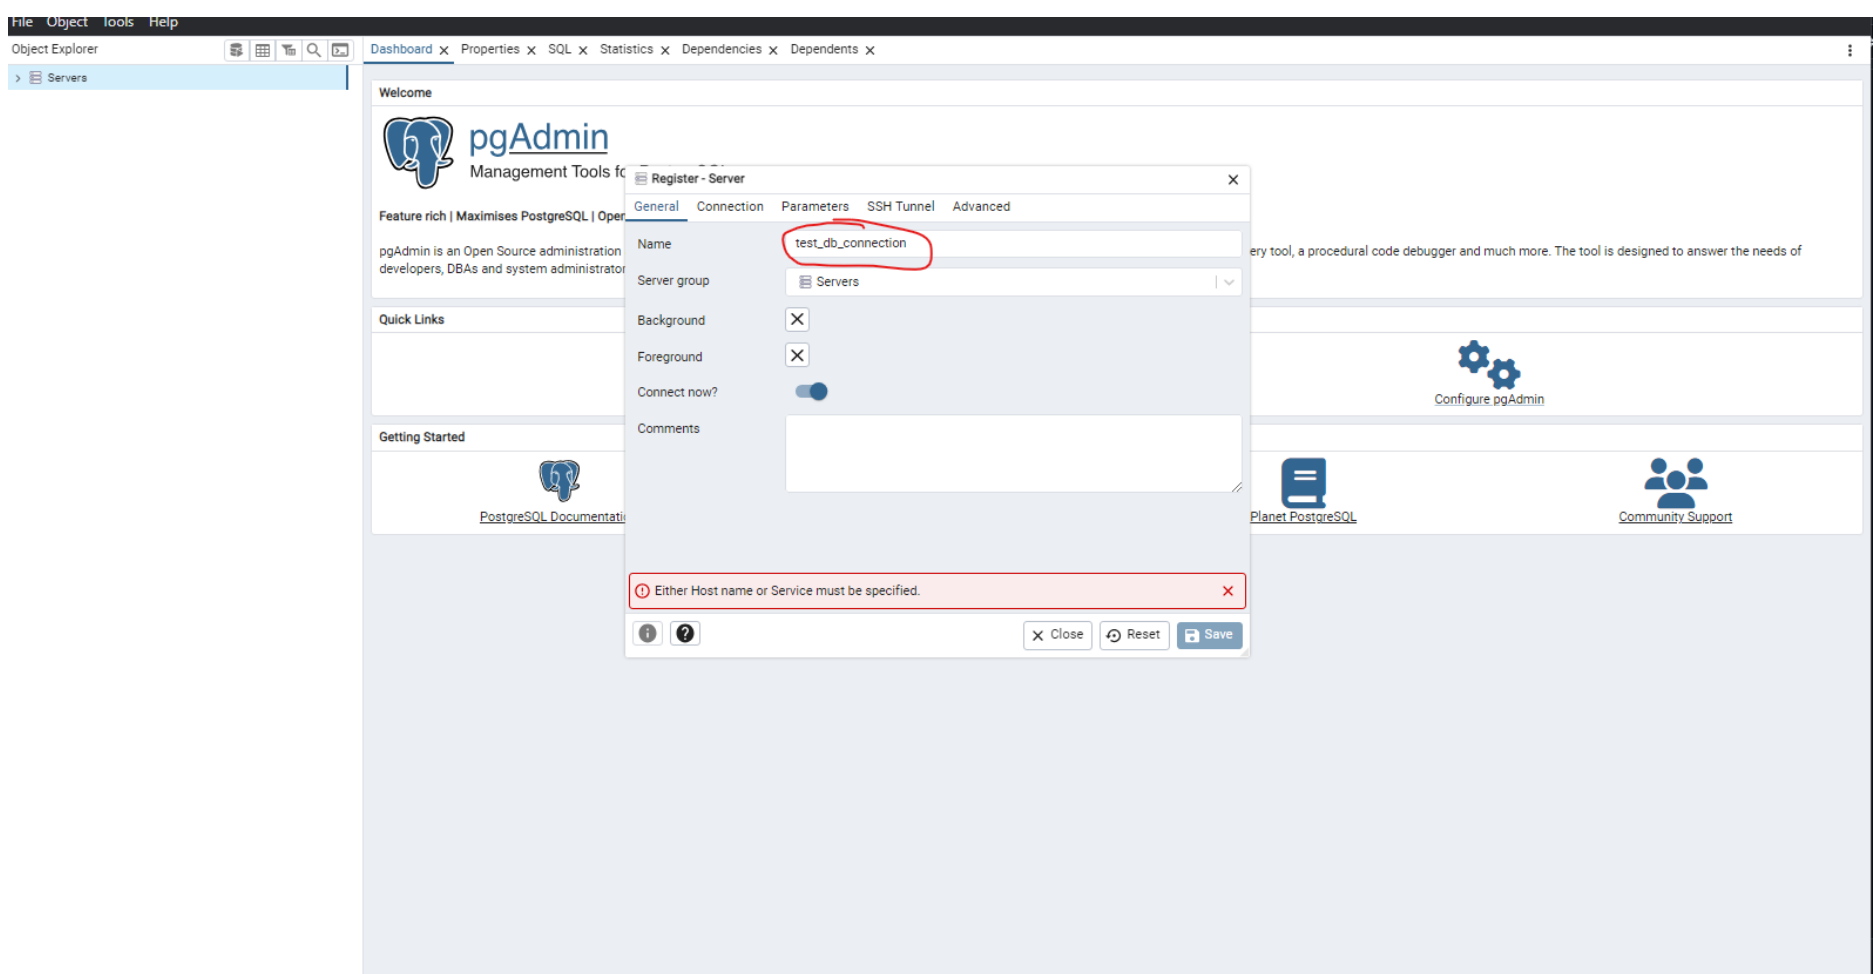 File Object Tools Help
Object Explorer
Dashboard Properties SQL Statistics Dependencies Dependents
Servers
Welcome
pgAdmin
Management Tools fo
Feature rich | Maximises PostgreSQL | Open
pgAdmin is an Open Source administration
ery tool, a procedural code debugger and much more. The tool is designed to answer the needs of
developers, DBAs and system administrator
Quick Links
Configure pgAdmin
Getting Started
PostgreSQL Documentati
Planet PostgreSQL
Community Support
Register - Server
General Connection Parameters SSH Tunnel Advanced
Name test_db_connection
Server group Servers
Background
Foreground
Connect now?
Comments
Either Host name or Service must be specified.
Close Reset Save